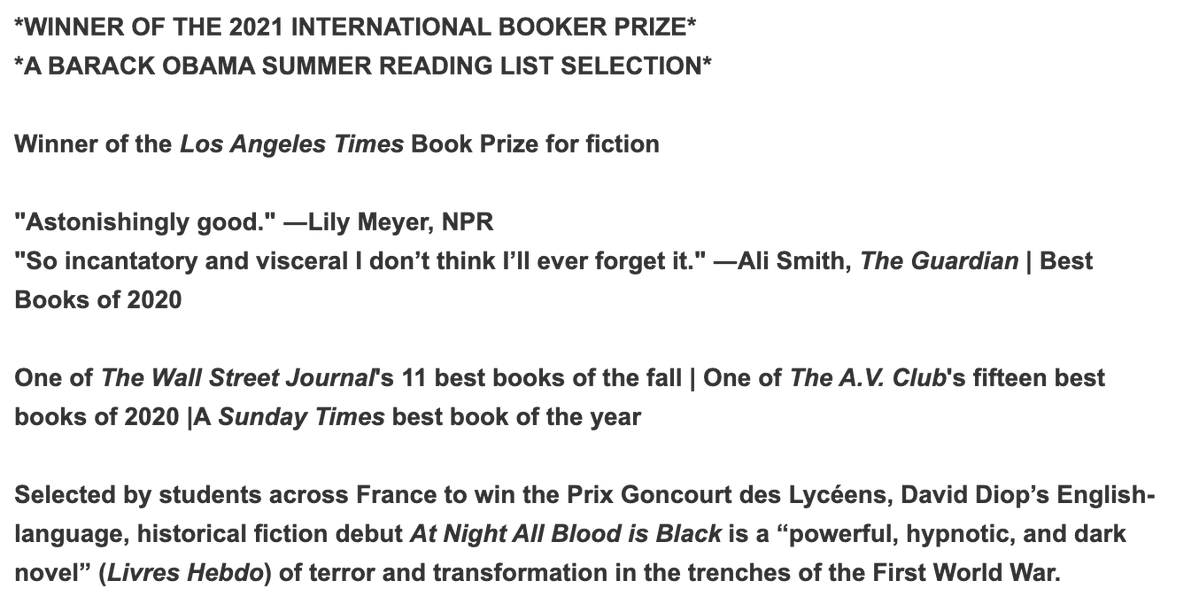 *WINNER OF THE 2021 INTERNATIONAL BOOKER PRIZE*
*A BARACK OBAMA SUMMER READING LIST SELECTION*
Winner of the Los Angeles Times Book Prize for fiction
"Astonishingly good." —Lily Meyer, NPR
"So incantatory and visceral I don’t think I’ll ever forget it." —Ali Smith, The Guardian | Best
Books of 2020
One of The Wall Street Journal's 11 best books of the fall | One of The A.V. Club's fifteen best
books of 2020 |A Sunday Times best book of the year
Selected by students across France to win the Prix Goncourt des Lycéens, David Diop’s English-
language, historical fiction debut At Night All Blood is Black is a “powerful, hypnotic, and dark
novel” (Livres Hebdo) of terror and transformation in the trenches of the First World War.